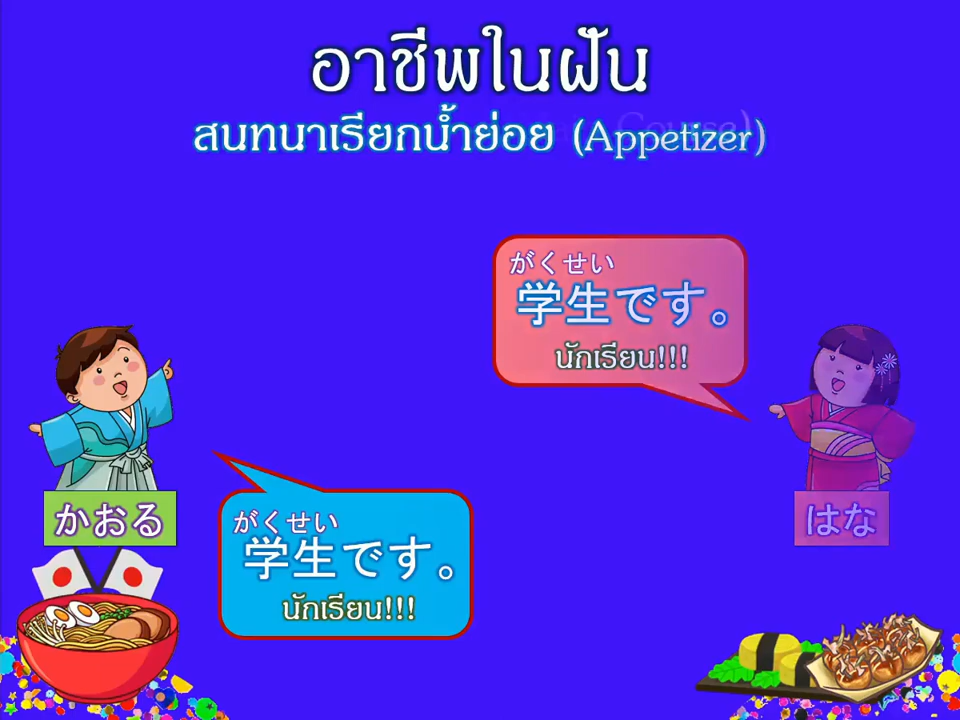 อาชีพในฝัน
สนทนาเรียกน้ำย่อย (Appetizer)
Course)
がくせい
学生です。
นักเรียน!!!
かおる
はな
がくせい
学生です。
นักเรียน!!!